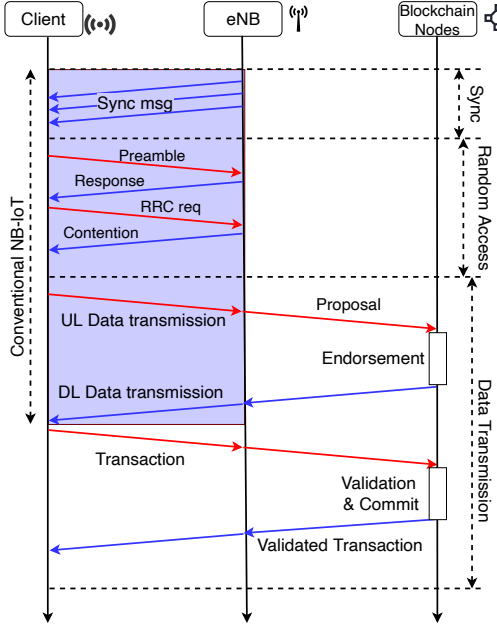 Client
eNB
Blockchain
Nodes
Sync msg
Sync
Preamble
Response
RRC req
Contention
Random Access
Conventional NB-IoT
UL Data transmission
Proposal
Endorsement
DL Data transmission
Data Transmission
Transaction
Validation
& Commit
Validated Transaction